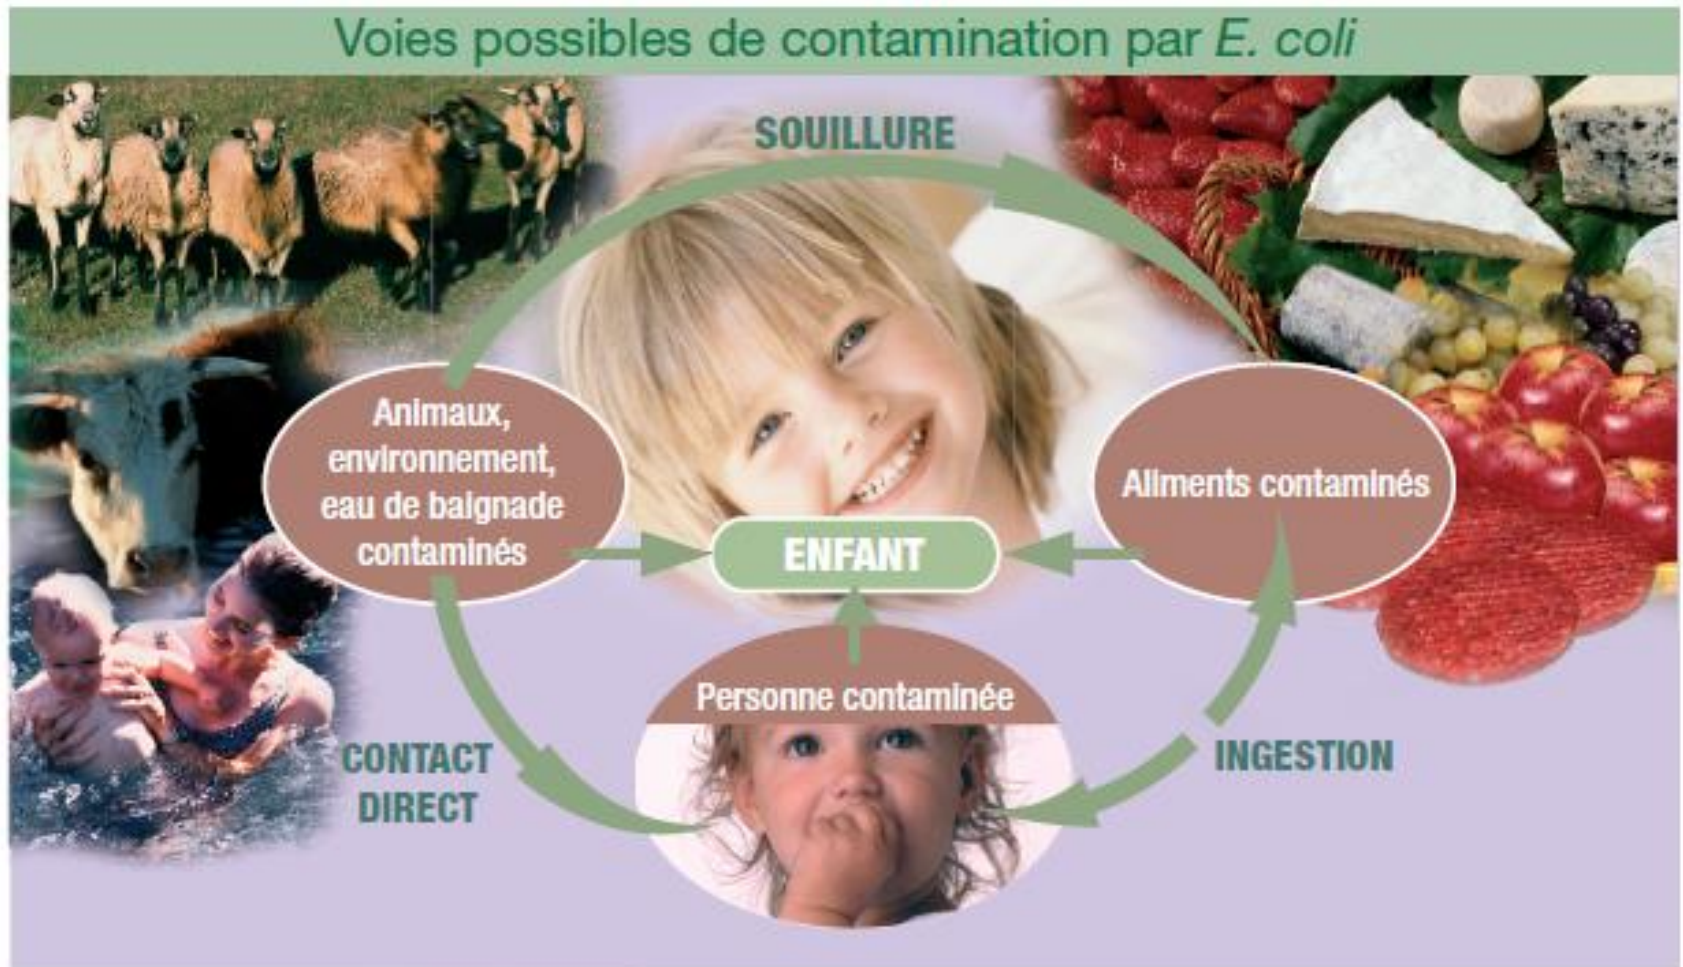 Voies possibles de contamination par E. coli
SOUILLURE
Animaux,
environnement,
eau de baignade
contaminés
Aliments contaminés
ENFANT
Personne contaminée
CONTACT
DIRECT
INGESTION